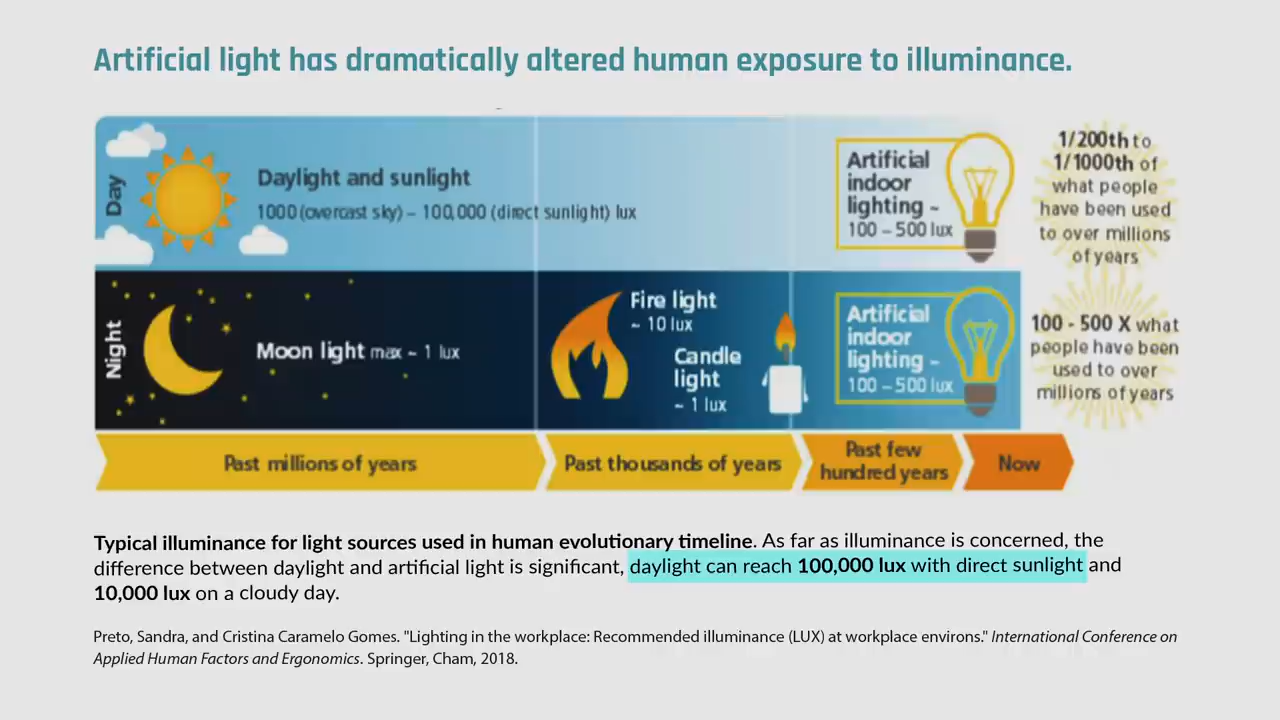 Artificial light has dramatically altered human exposure to illuminance.
Day
Daylight and sunlight
1000 (overcast sky) – 100,000 (direct sunlight) lux
Artificial
indoor
lighting ~
100 – 500 lux
1/200th to
1/1000th of
what people
have been used
to over millions
of years
Night
Moon light max ~ 1 lux
Fire light
~ 10 lux
Candle
light
~ 1 lux
Artificial
indoor
lighting ~
100 – 500 lux
100 - 500 X what
people have been
used to over
millions of years
Past millions of years
Past thousands of years
Past few
hundred years
Now
Typical illuminance for light sources used in human evolutionary timeline. As far as illuminance is concerned, the
difference between daylight and artificial light is significant, daylight can reach 100,000 lux with direct sunlight and
10,000 lux on a cloudy day.
Preto, Sandra, and Cristina Caramelo Gomes. "Lighting in the workplace: Recommended illuminance (LUX) at workplace environs." International Conference on
Applied Human Factors and Ergonomics. Springer, Cham, 2018.